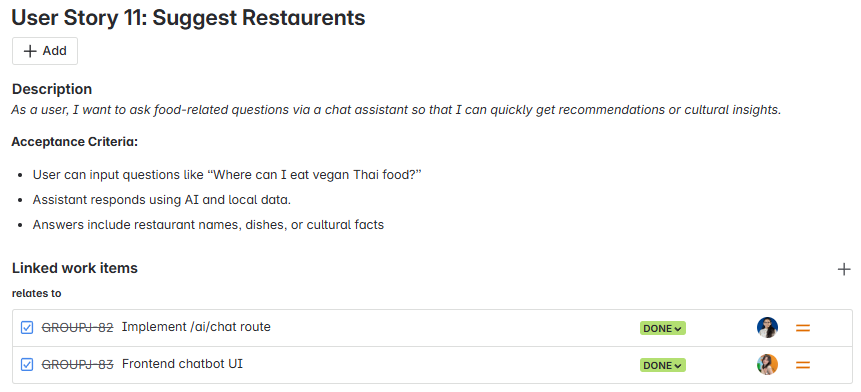 User Story 11: Suggest Restaurents
+ Add
Description
As a user, I want to ask food-related questions via a chat assistant so that I can quickly get recommendations or cultural insights.
Acceptance Criteria:
• User can input questions like “Where can I eat vegan Thai food?”
• Assistant responds using AI and local data.
• Answers include restaurant names, dishes, or cultural facts
Linked work items
relates to
GROUPJ-82 Implement /ai/chat route DONE
GROUPJ-83 Frontend chatbot UI DONE